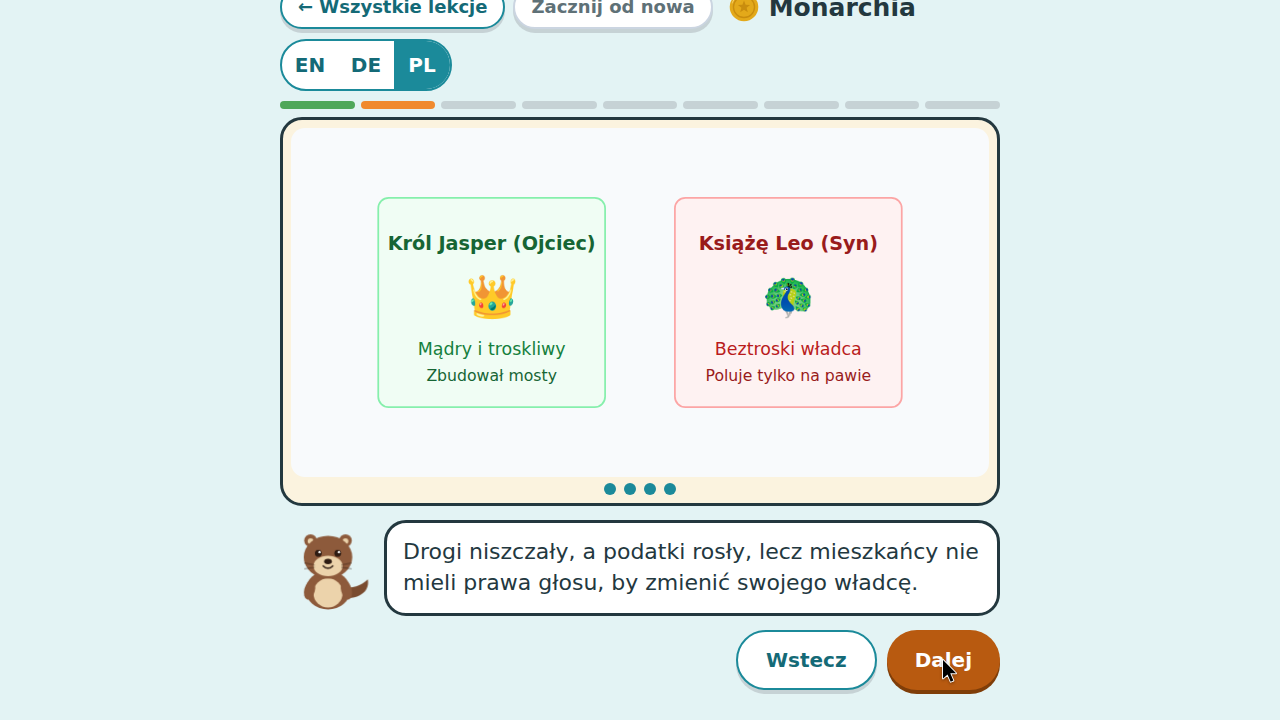 ← Wszystkie lekcje
Zacznij od nowa
Monarchia
EN DE PL
Król Jasper (Ojciec)
Mądry i troskliwy
Zbudował mosty
Książę Leo (Syn)
Beztroski władca
Poluje tylko na pawie
Drogi niszczały, a podatki rosły, lecz mieszkańcy nie
mieli prawa głosu, by zmienić swojego władcę.
Wstecz
Dalej